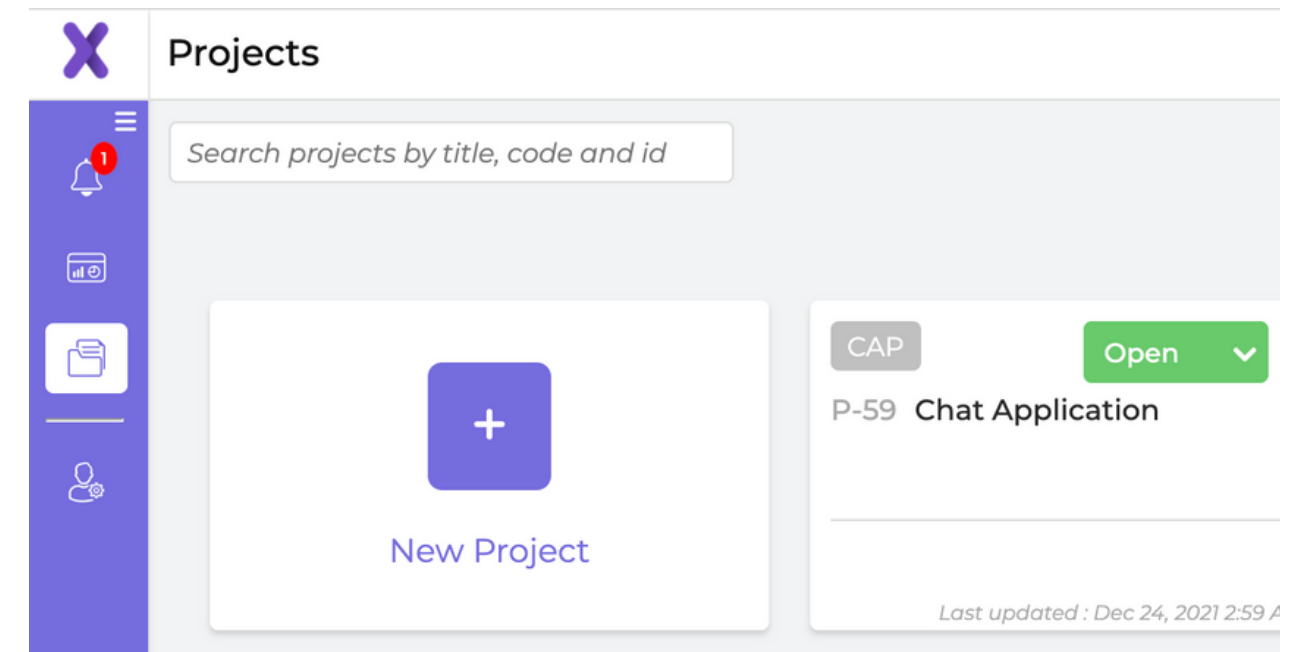 Projects
1
Search projects by title, code and id
CAP
Open
P-59 Chat Application
New Project
Last updated : Dec 24, 2021 2:59